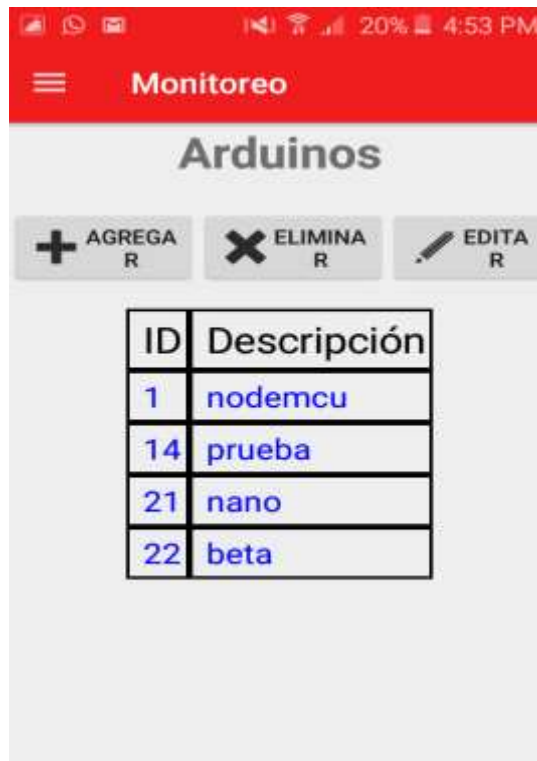 20% 4:53 PM
Monitoreo
Arduinos
AGREGA
R
ELIMINA
R
EDITA
R
ID Descripción
1 nodemcu
14 prueba
21 nano
22 beta